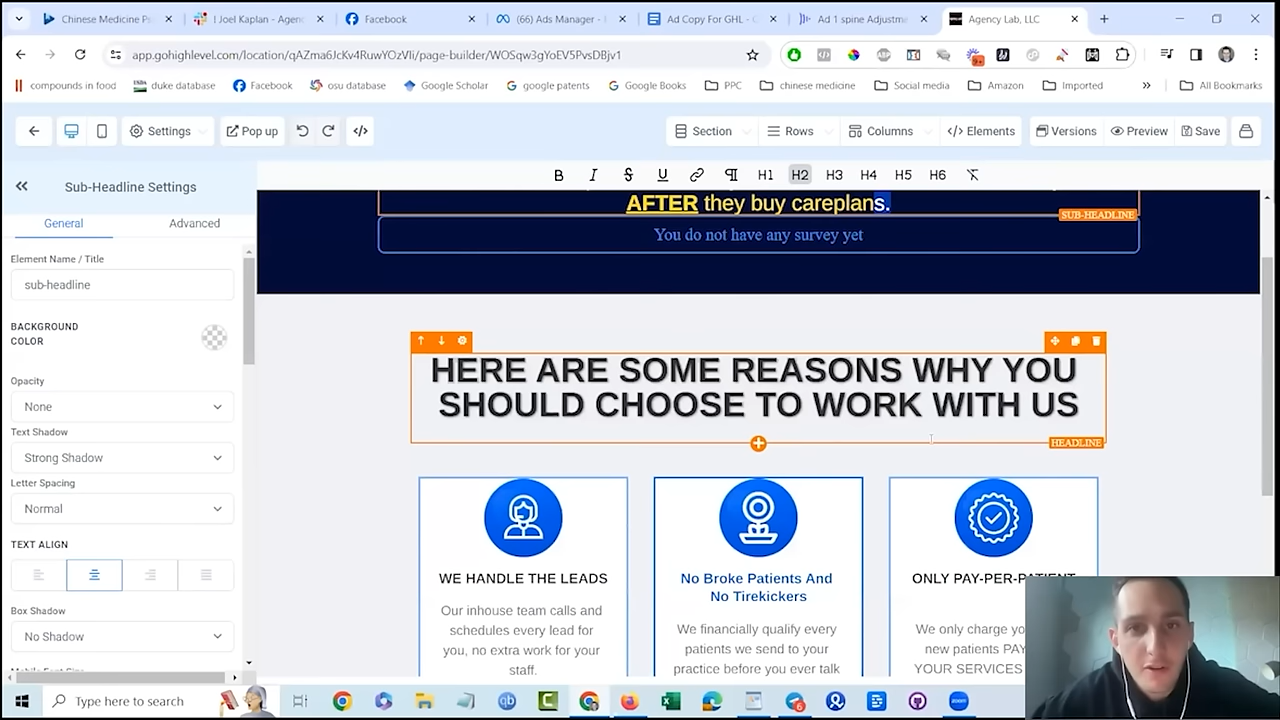 Chinese Medicine Ps
! Joel Kaplan - Agenc
Facebook
(66) Ads Manager -
Ad Copy For GHL -
Ad 1 spine Adjustme
Agency Lab, LLC
app.gohighlevel.com/location/qAZma6JcKv4RuwYOzVIi/page-builder/WOSqw3gYoEV5PvsDBjv1
9+
compounds in food
duke database
Facebook
osu database
Google Scholar
google patents
Google Books
PPC
chinese medicine
Social media
Amazon
Imported
All Bookmarks
Settings
Pop up
Section
Rows
Columns
Elements
Versions
Preview
Save
B
I
S
U
H1
H2
H3
H4
H5
H6
Sub-Headline Settings
General
Advanced
Element Name / Title
sub-headline
BACKGROUND
COLOR
Opacity
None
Text Shadow
Strong Shadow
Letter Spacing
Normal
TEXT ALIGN
Box Shadow
No Shadow
AFTER they buy careplans.
SUB-HEADLINE
You do not have any survey yet
HERE ARE SOME REASONS WHY YOU
SHOULD CHOOSE TO WORK WITH US
HEADLINE
WE HANDLE THE LEADS
Our inhouse team calls and
schedules every lead for
you, no extra work for your
staff.
No Broke Patients And
No Tirekickers
We financially qualify every
patients we send to your
practice before you ever talk
ONLY PAY-PER-PATIENT
We only charge
new patients
YOUR SERVICES
Type here to search